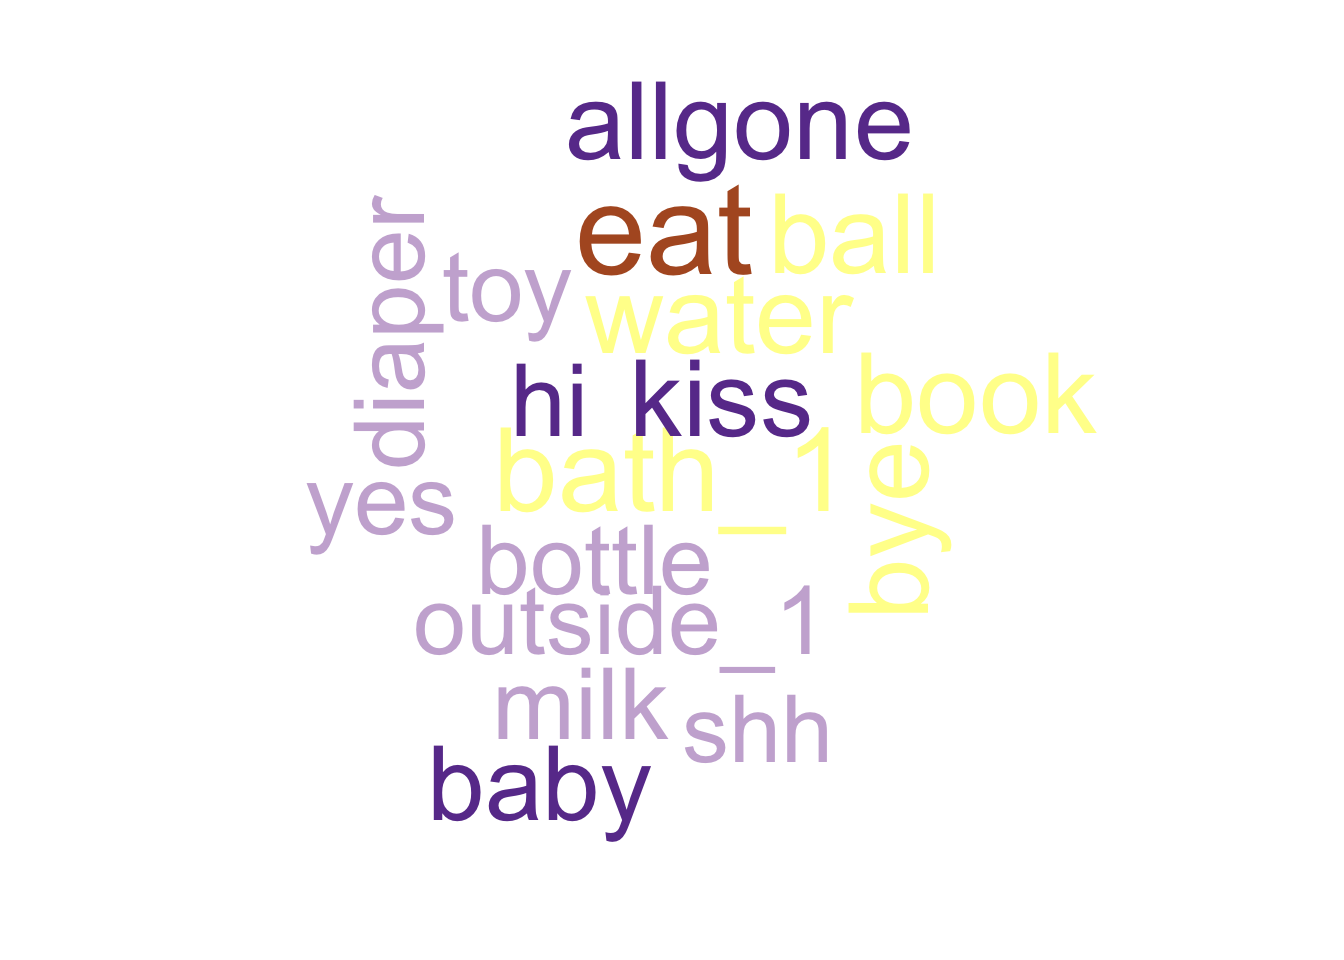 allgone
eat ball
diaper toy
water
hi kiss book
bath_1
bye
yes
bottle
outside_1
milk shh
baby